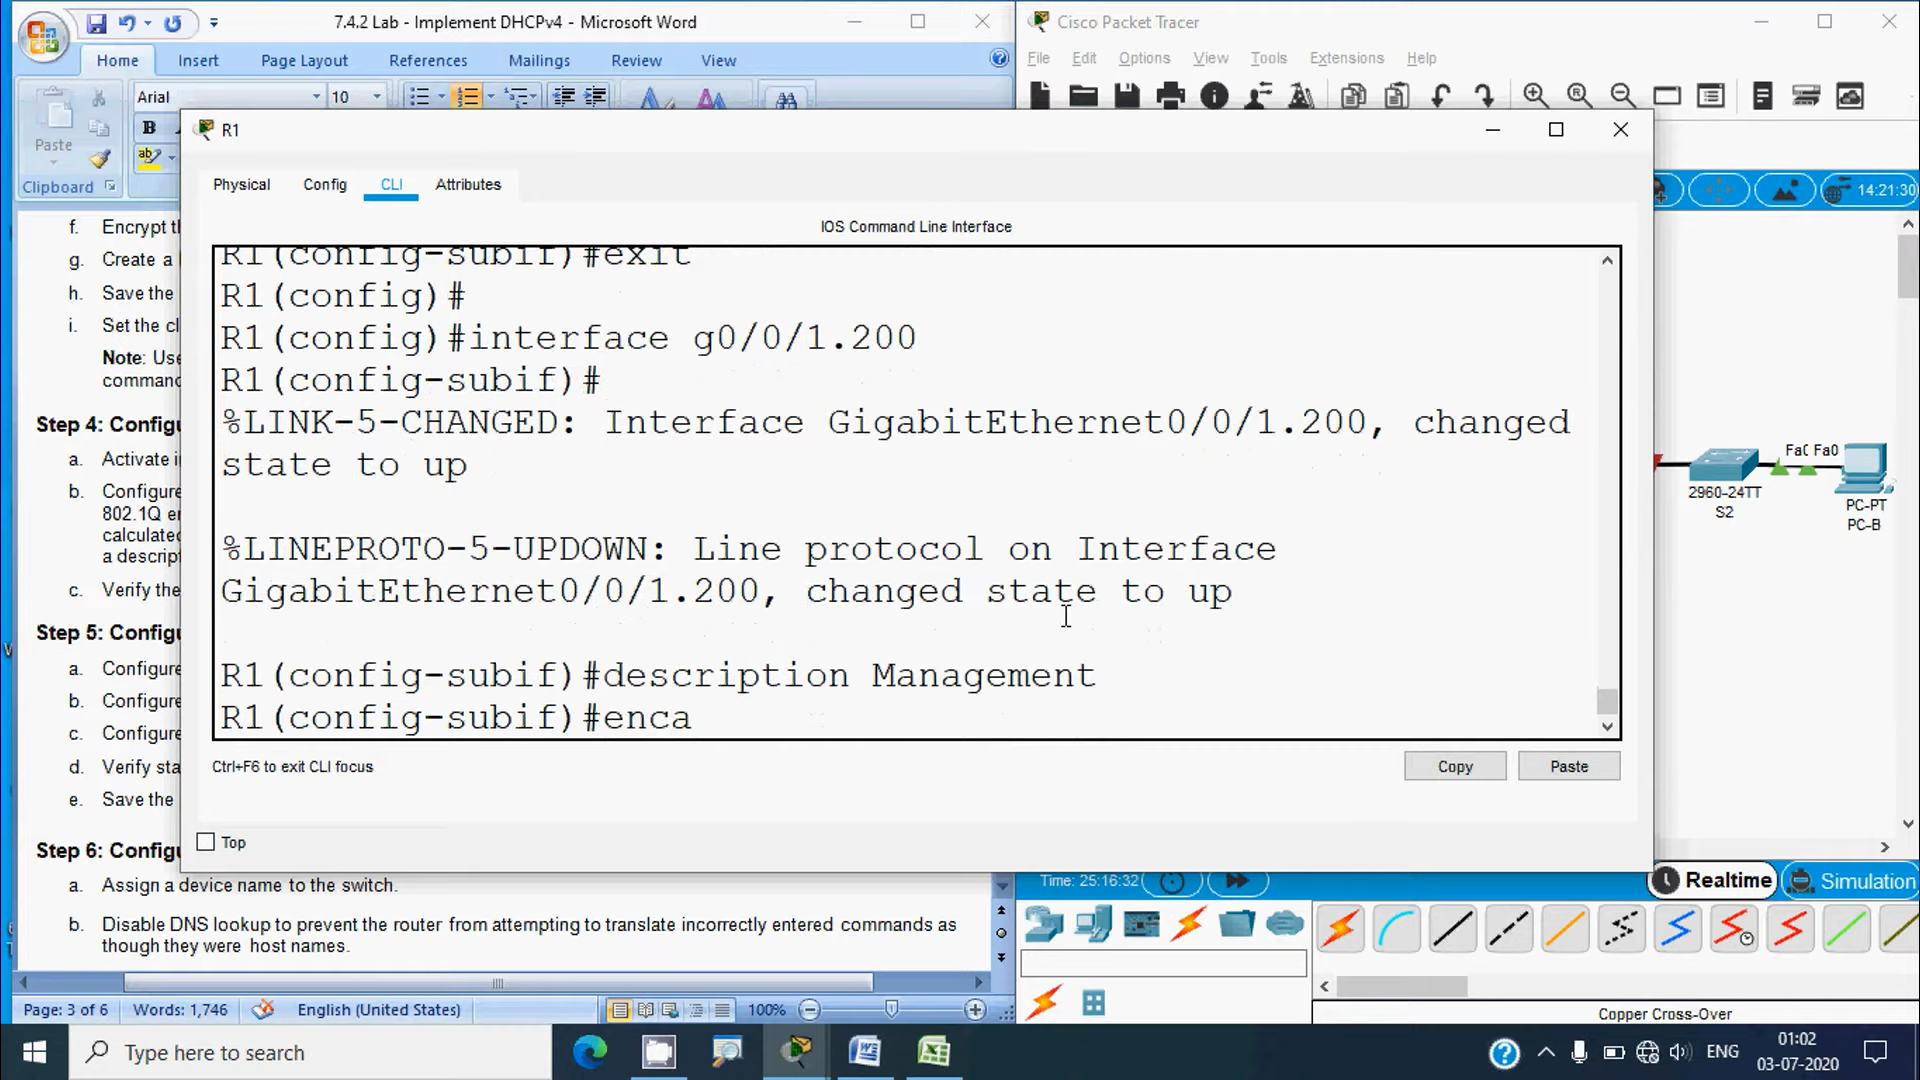 7.4.2 Lab - Implement DHCPv4 - Microsoft Word
Home Insert Page Layout References Mailings Review View
Arial 10
B
Paste
Clipboard
f. Encrypt th
g. Create a
h. Save the
i. Set the cl
Note: Use
comman
Step 4: Config
a. Activate i
b. Configure
802.1Q e
calculated
a descrip
c. Verify the
Step 5: Config
a. Configure
b. Configure
c. Configure
d. Verify sta
e. Save the
Step 6: Config
a. Assign a device name to the switch.
b. Disable DNS lookup to prevent the router from attempting to translate incorrectly entered commands as
though they were host names.
Page: 3 of 6 Words: 1,746 English (United States) 100%
Cisco Packet Tracer
File Edit Options View Tools Extensions Help
14:21:30
R1
Physical Config CLI Attributes
IOS Command Line Interface
R1(config-subif)#exit
R1(config)#
R1(config)#interface g0/0/1.200
R1(config-subif)#
%LINK-5-CHANGED: Interface GigabitEthernet0/0/1.200, changed
state to up
%LINEPROTO-5-UPDOWN: Line protocol on Interface
GigabitEthernet0/0/1.200, changed state to up
R1(config-subif)#description Management
R1(config-subif)#enca
Ctrl+F6 to exit CLI focus
Copy Paste
Top
Fa0
2960-24TT
S2
PC-PT
PC-B
Time: 25:16:32
Realtime Simulation
Copper Cross-Over
Type here to search
ENG
01:02
03-07-2020